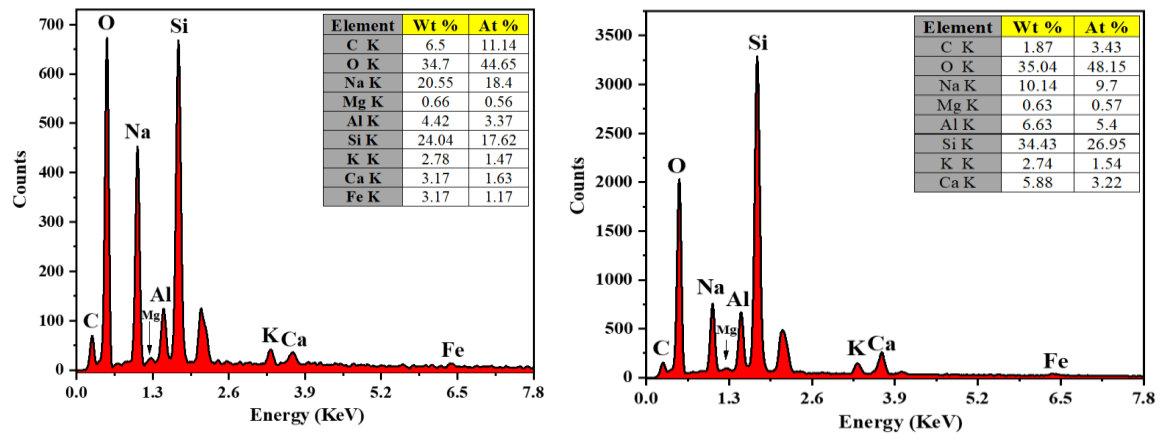 Element Wt % At %
C K 6.5 11.14
O K 34.7 44.65
Na K 20.55 18.4
Mg K 0.66 0.56
Al K 4.42 3.37
Si K 24.04 17.62
K K 2.78 1.47
Ca K 3.17 1.63
Fe K 3.17 1.17
700
600
500
400
300
200
100
0
Counts
C
O
Na
Mg
Al
Si
K
Ca
Fe
0.0 1.3 2.6 3.9 5.2 6.5 7.8
Energy (KeV)
Element Wt % At %
C K 1.87 3.43
O K 35.04 48.15
Na K 10.14 9.7
Mg K 0.63 0.57
Al K 6.63 5.4
Si K 34.43 26.95
K K 2.74 1.54
Ca K 5.88 3.22
3500
3000
2500
2000
1500
1000
500
0
Counts
C
O
Na
Mg
Al
Si
K
Ca
Fe
0.0 1.3 2.6 3.9 5.2 6.5 7.8
Energy (KeV)